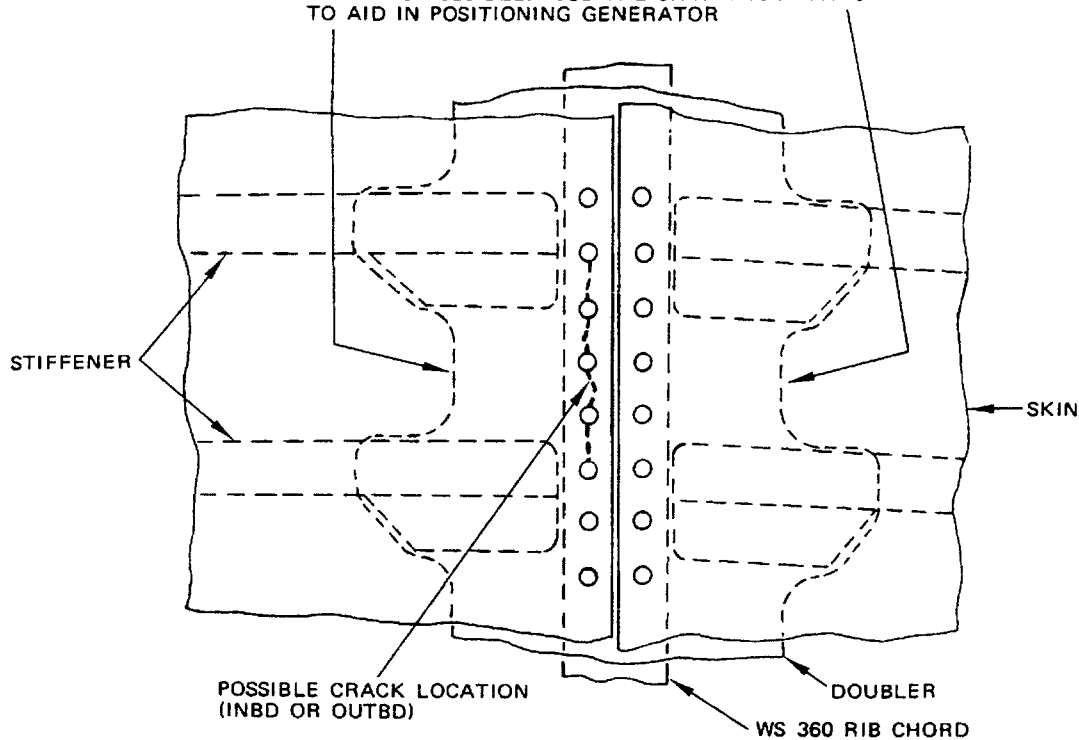 TO AID IN POSITIONING GENERATOR
STIFFENER
SKIN
POSSIBLE CRACK LOCATION
(INBD OR OUTBD)
DOUBLER
WS 360 RIB CHORD